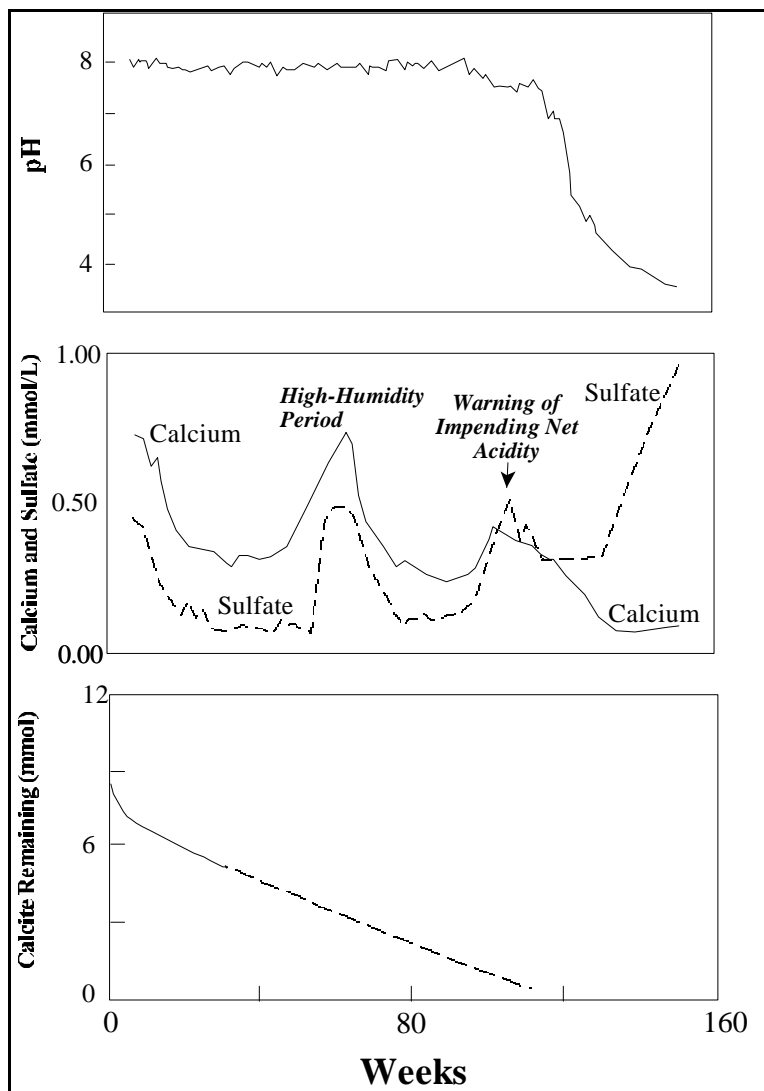 pH
8
6
4
Calcium and Sulfate (mmol/L)
1.00
0.50
0.00
Calcium
High-Humidity
Period
Warning of
Impending Net
Acidity
Sulfate
Sulfate
Calcium
Calcite Remaining (mmol)
12
6
0
0
80
160
Weeks